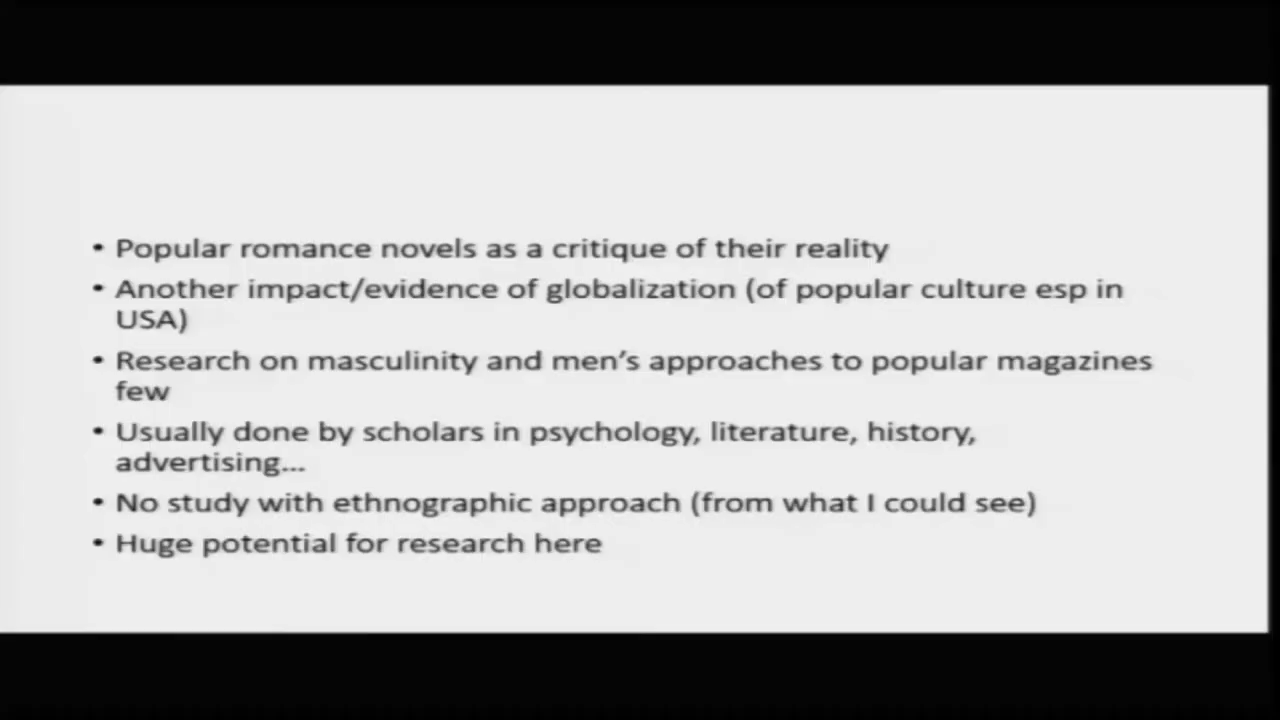 • Popular romance novels as a critique of their reality
• Another impact/evidence of globalization (of popular culture esp in
USA)
• Research on masculinity and men’s approaches to popular magazines
few
• Usually done by scholars in psychology, literature, history,
advertising...
• No study with ethnographic approach (from what I could see)
• Huge potential for research here